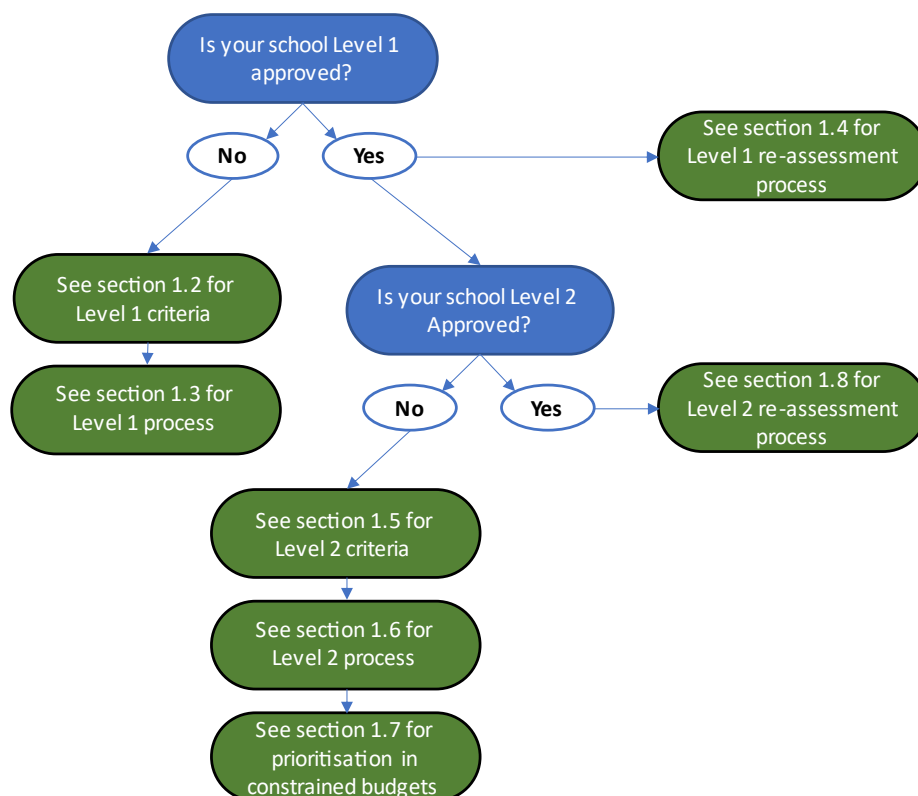 Is your school Level 1
approved?
No
Yes
See section 1.4 for
Level 1 re-assessment
process
See section 1.2 for
Level 1 criteria
See section 1.3 for
Level 1 process
Is your school Level 2
Approved?
No
Yes
See section 1.8 for
Level 2 re-assessment
process
See section 1.5 for
Level 2 criteria
See section 1.6 for
Level 2 process
See section 1.7 for
prioritisation in
constrained budgets